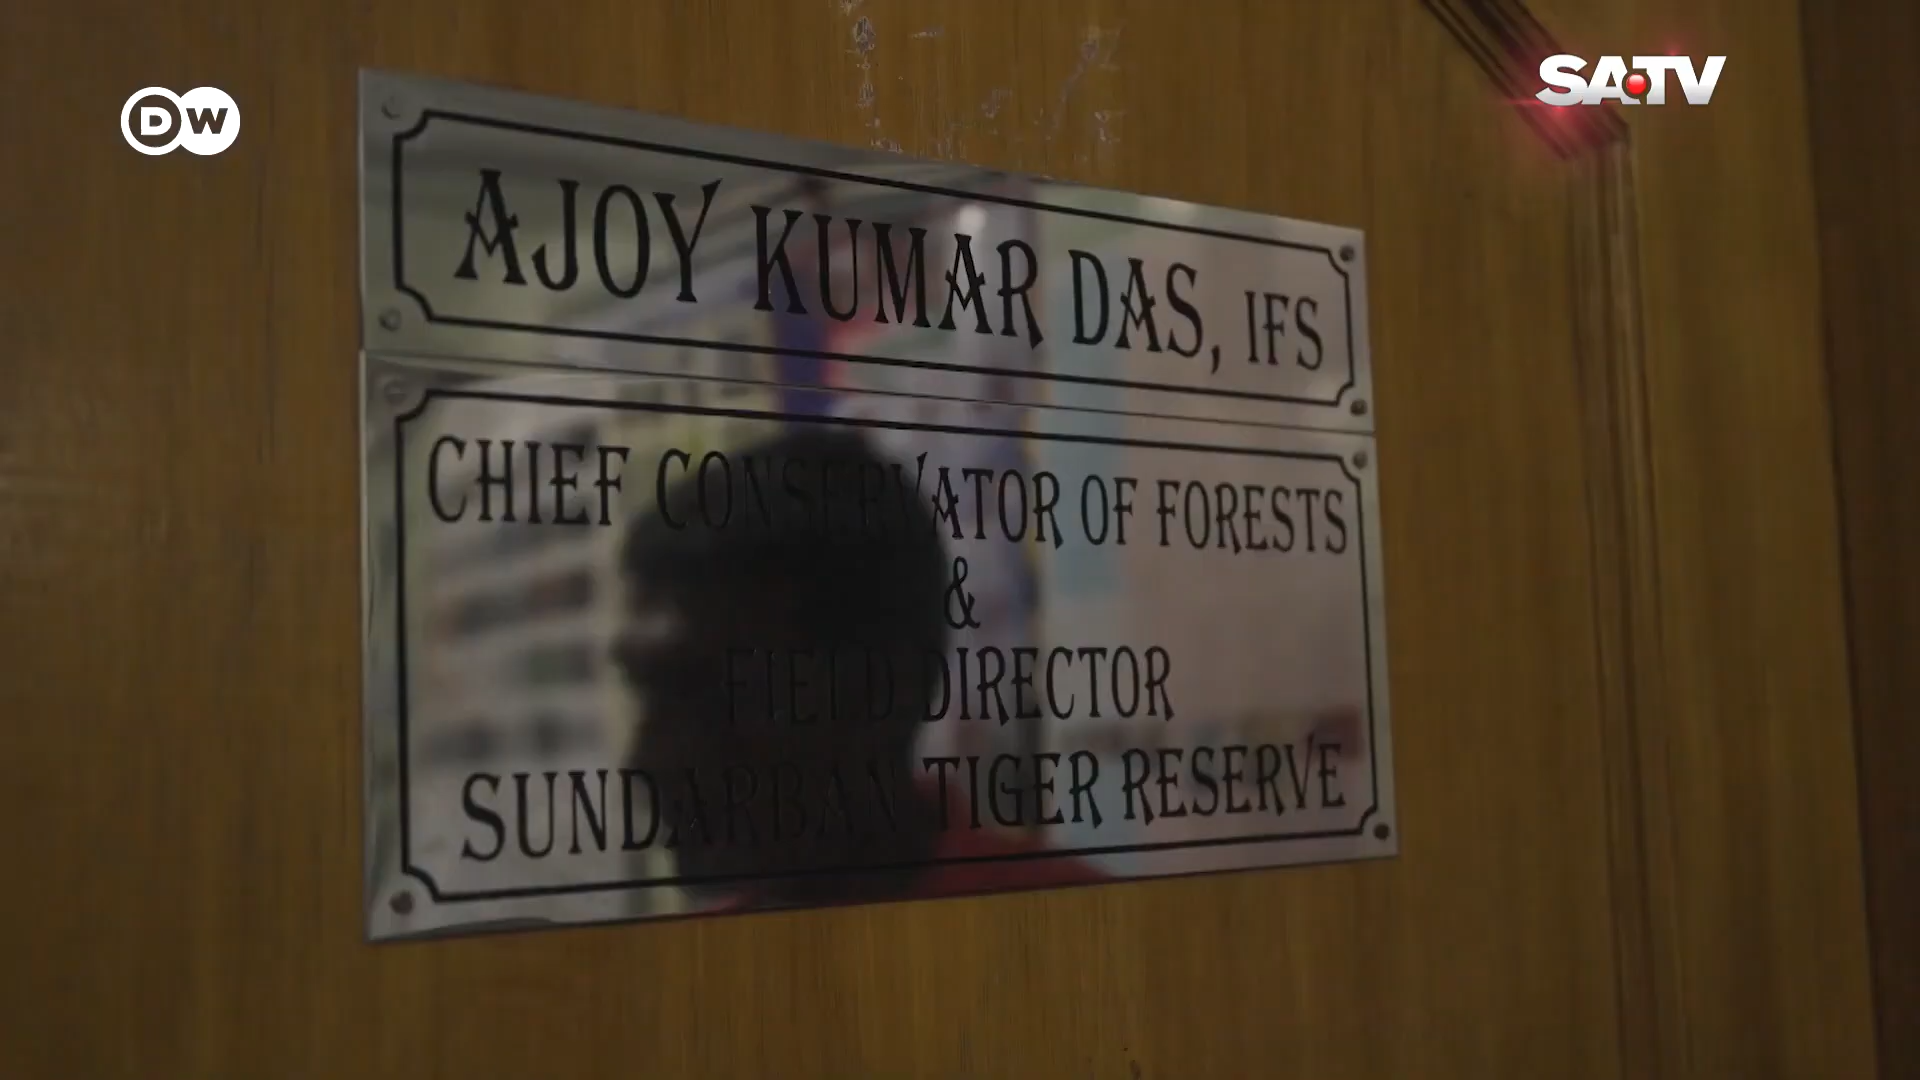 DW
SATV
AJOY KUMAR DAS, IFS
CHIEF CONSERVATOR OF FORESTS
&
FIELD DIRECTOR
SUNDARBAN TIGER RESERVE